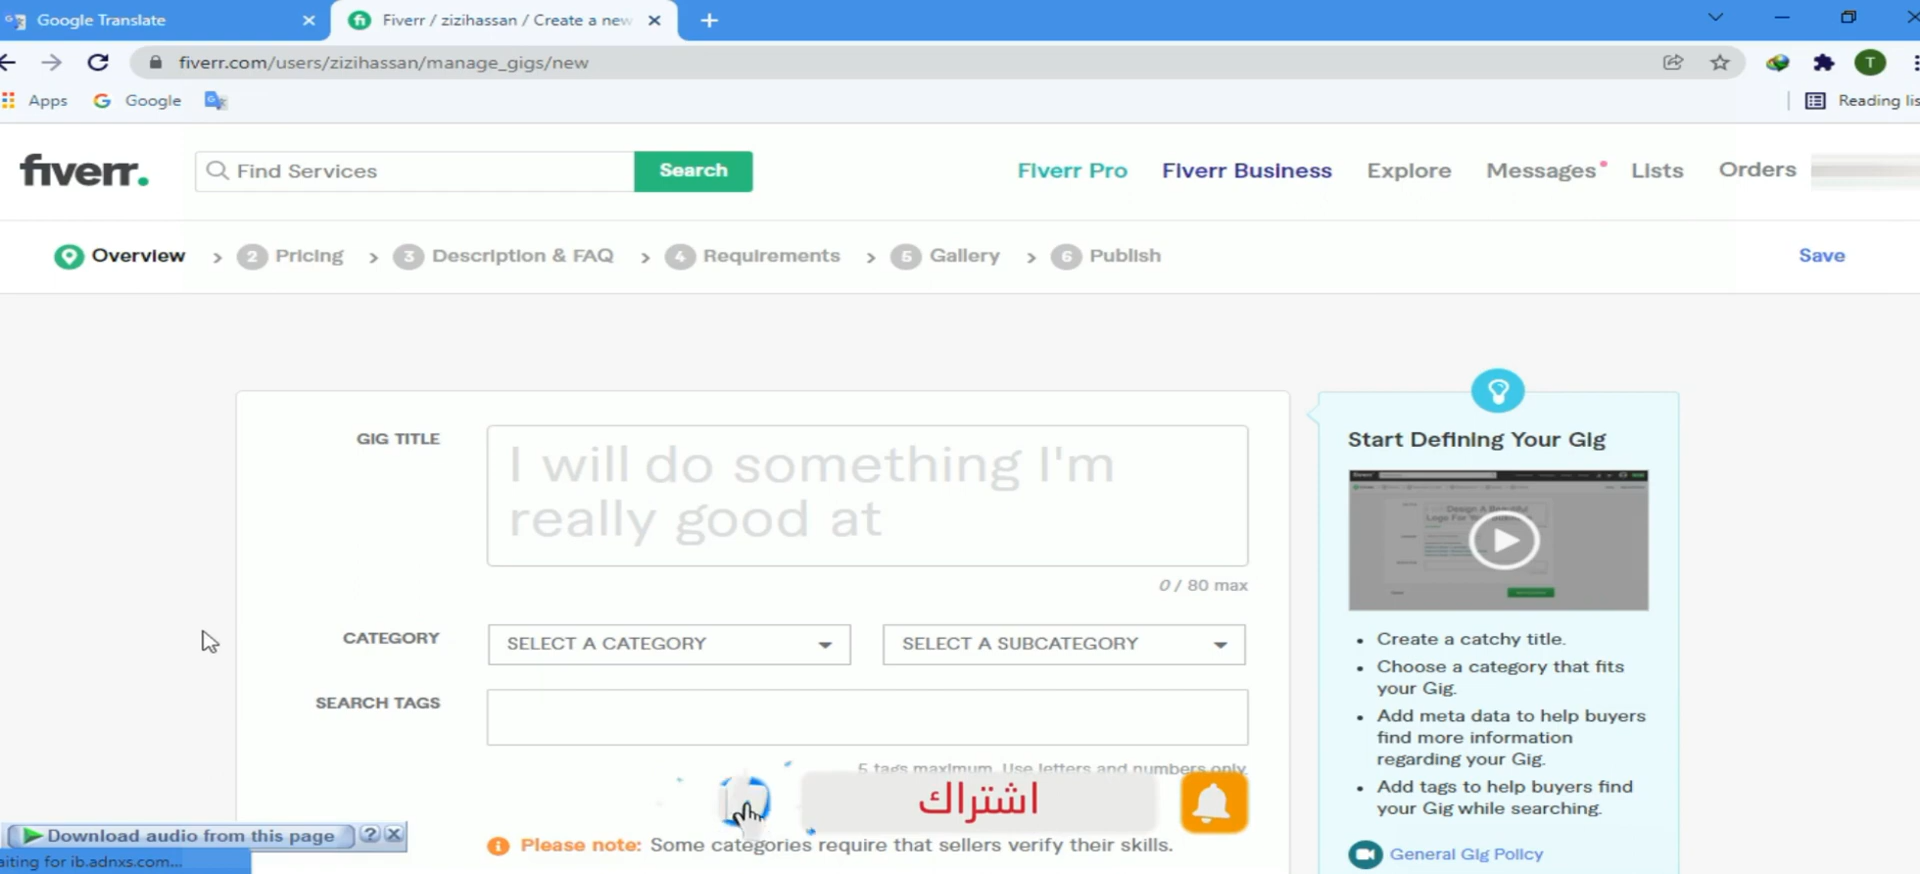 Google Translate
Fiverr / zizihassan / Create a new
fiverr.com/users/zizihassan/manage_gigs/new
T
Apps
Google
Reading lis
fiverr.
Find Services
Search
Fiverr Pro
Fiverr Business
Explore
Messages
Lists
Orders
Overview
2 Pricing
3 Description & FAQ
4 Requirements
5 Gallery
6 Publish
Save
GIG TITLE
I will do something I'm
really good at
0 / 80 max
CATEGORY
SELECT A CATEGORY
SELECT A SUBCATEGORY
SEARCH TAGS
5 tags maximum. Use letters and numbers only.
اشتراك
Please note: Some categories require that sellers verify their skills.
Start Defining Your Gig
• Create a catchy title.
• Choose a category that fits
your Gig.
• Add meta data to help buyers
find more information
regarding your Gig.
• Add tags to help buyers find
your Gig while searching.
General Gig Policy
Download audio from this page
?
aiting for ib.adnxs.com...